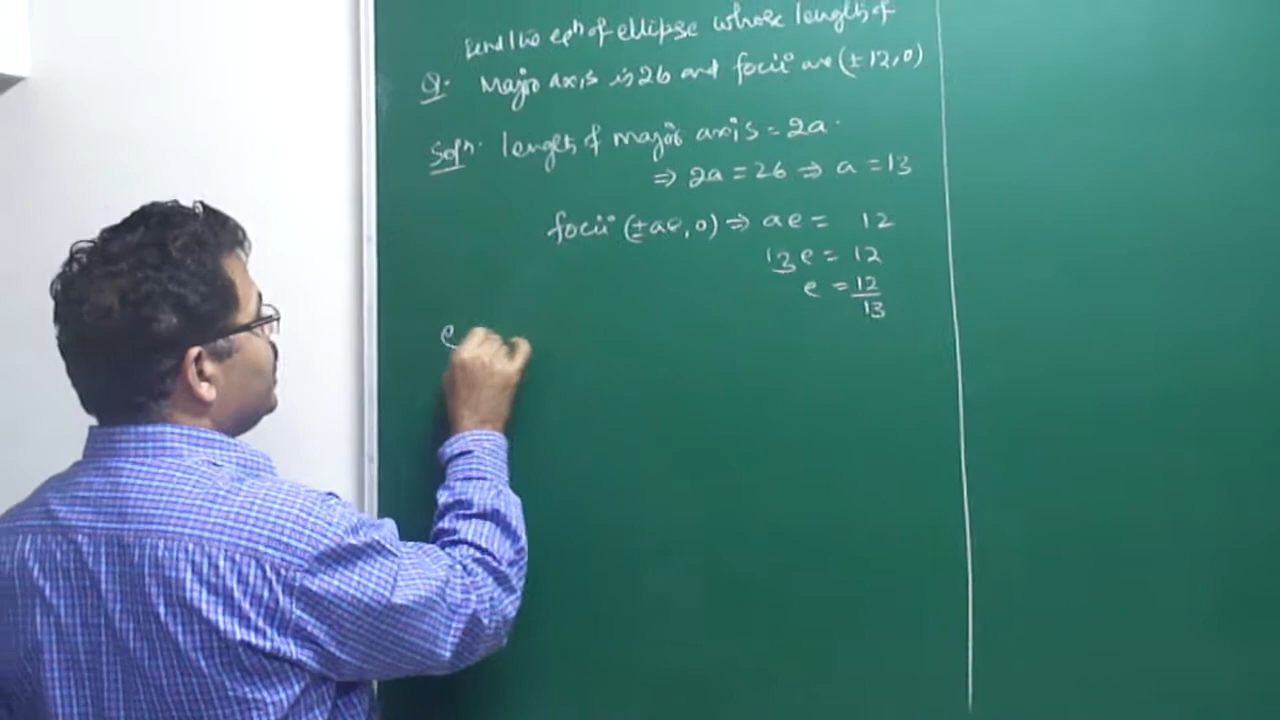 Find the eqn of ellipse whose length of
Q. Major axis is 26 and focii are (±12,0)
Soln. length of major axis = 2a.
⇒ 2a = 26 ⇒ a = 13
focii (±ae, 0) ⇒ ae = 12
13e = 12
e = 12/13
e